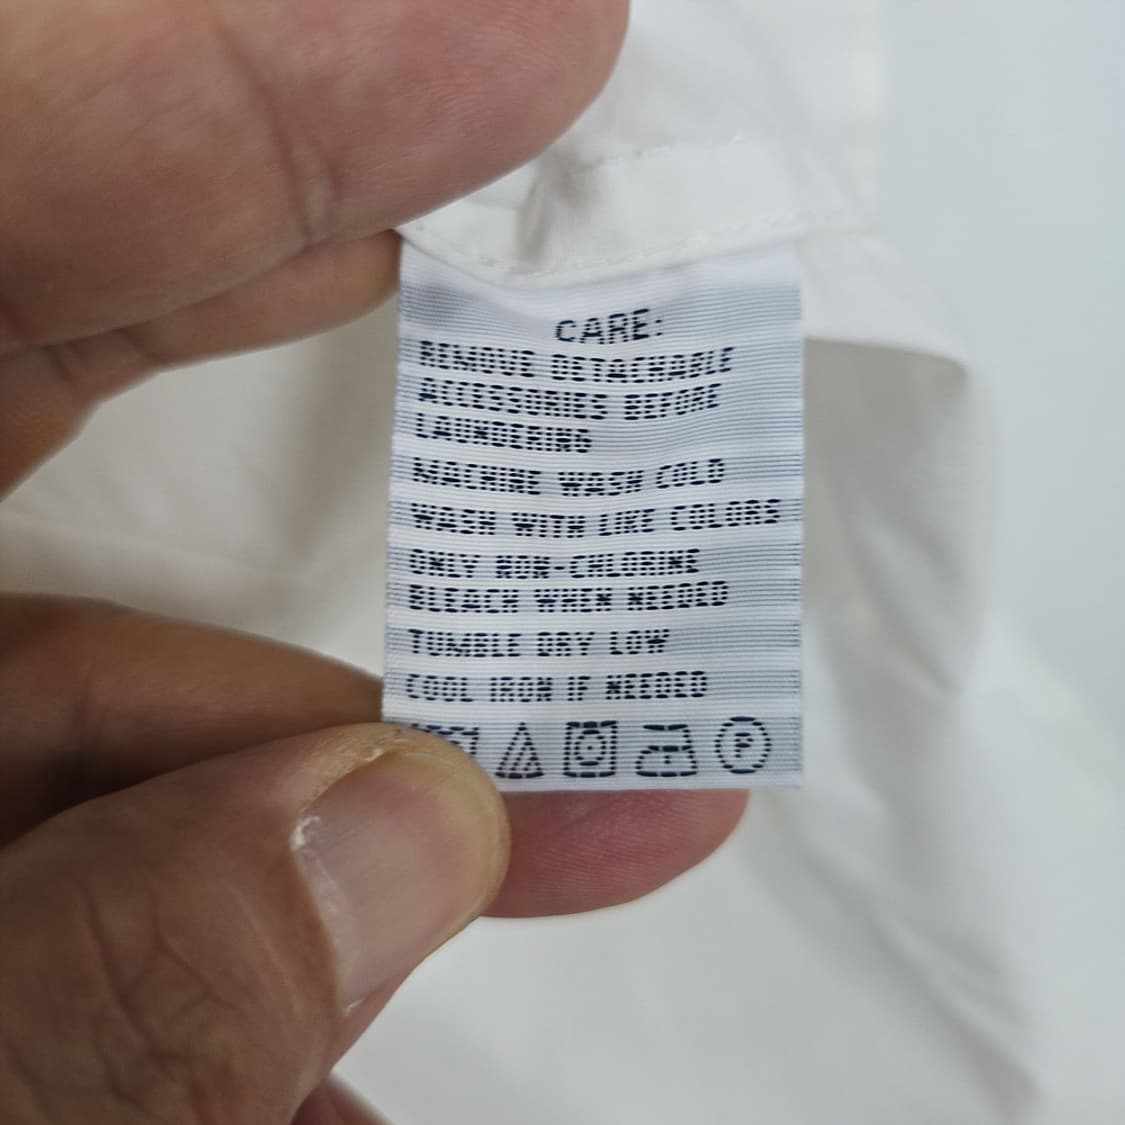 CARE:
REMOVE DETACHABLE
ACCESSORIES BEFORE
LAUNDERING
MACHINE WASH COLD
WASH WITH LIKE COLORS
ONLY NON-CHLORINE
BLEACH WHEN NEEDED
TUMBLE DRY LOW
COOL IRON IF NEEDED
P